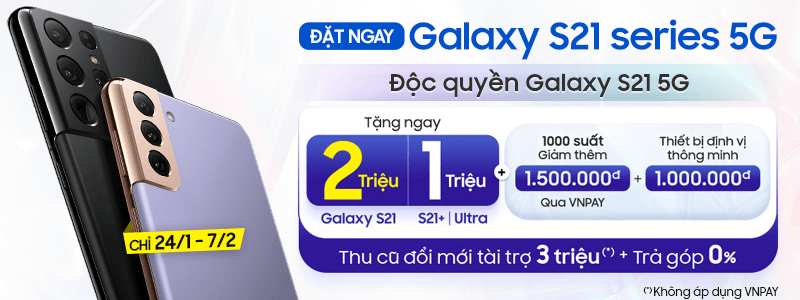 ĐẶT NGAY Galaxy S21 series 5G
Độc quyền Galaxy S21 5G
Tặng ngay
2 Triệu
Galaxy S21
1 Triệu
S21+ | Ultra
+
1000 suất
Giảm thêm
1.500.000đ
Qua VNPAY
+
Thiết bị định vị
thông minh
1.000.000đ
CHỈ 24/1 - 7/2
Thu cũ đổi mới tài trợ 3 triệu(*) + Trả góp 0%
(*)Không áp dụng VNPAY